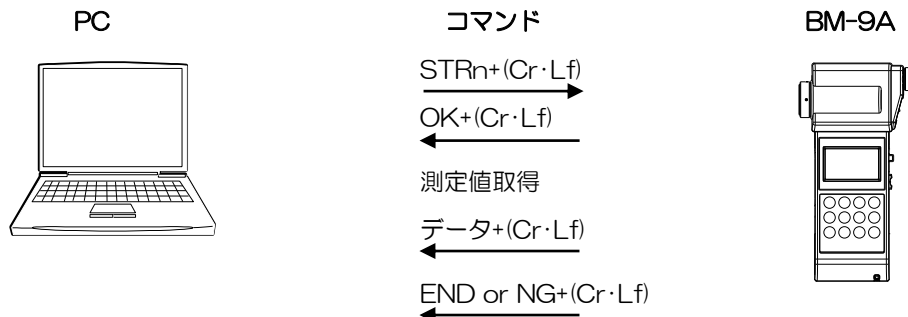 PC
コマンド
BM-9A
STRn+(Cr･Lf)
OK+(Cr･Lf)
測定値取得
データ+(Cr･Lf)
END or NG+(Cr･Lf)